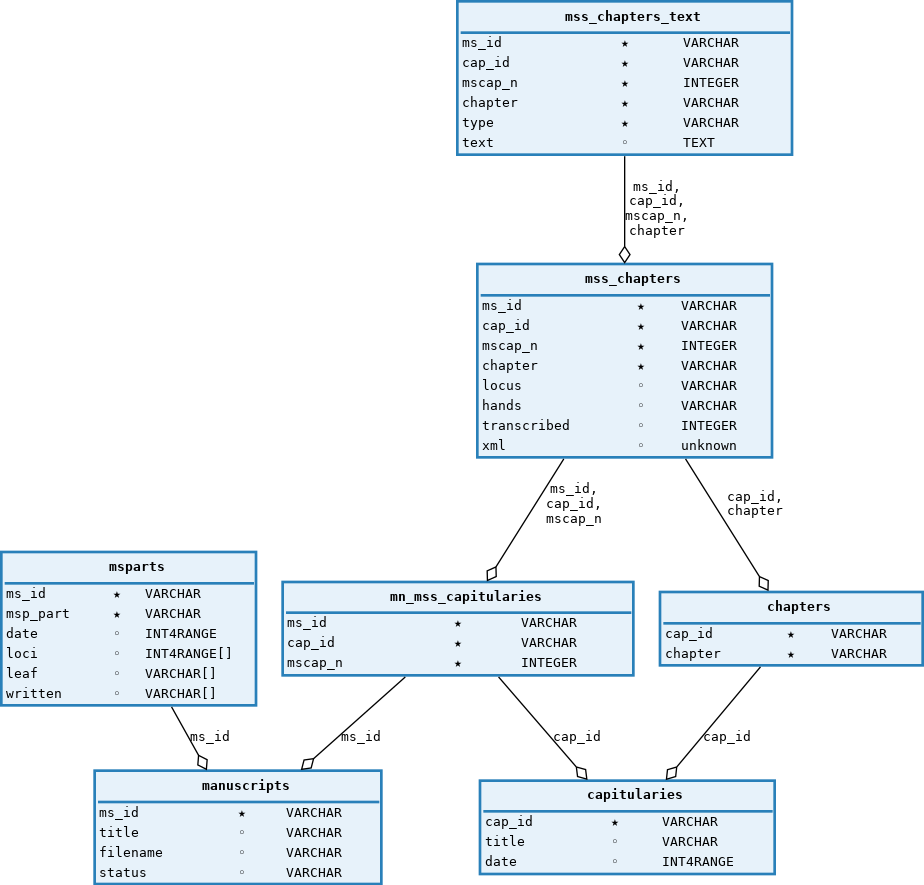 mss_chapters_text
ms_id ★ VARCHAR
cap_id ★ VARCHAR
mscap_n ★ INTEGER
chapter ★ VARCHAR
type ★ VARCHAR
text ◦ TEXT
ms_id,
cap_id,
mscap_n,
chapter
mss_chapters
ms_id ★ VARCHAR
cap_id ★ VARCHAR
mscap_n ★ INTEGER
chapter ★ VARCHAR
locus ◦ VARCHAR
hands ◦ VARCHAR
transcribed ◦ INTEGER
xml ◦ unknown
ms_id,
cap_id,
mscap_n
cap_id,
chapter
msparts
ms_id ★ VARCHAR
msp_part ★ VARCHAR
date ◦ INT4RANGE
loci ◦ INT4RANGE[]
leaf ◦ VARCHAR[]
written ◦ VARCHAR[]
mn_mss_capitularies
ms_id ★ VARCHAR
cap_id ★ VARCHAR
mscap_n ★ INTEGER
chapters
cap_id ★ VARCHAR
chapter ★ VARCHAR
ms_id
ms_id
cap_id
cap_id
manuscripts
ms_id ★ VARCHAR
title ◦ VARCHAR
filename ◦ VARCHAR
status ◦ VARCHAR
capitularies
cap_id ★ VARCHAR
title ◦ VARCHAR
date ◦ INT4RANGE